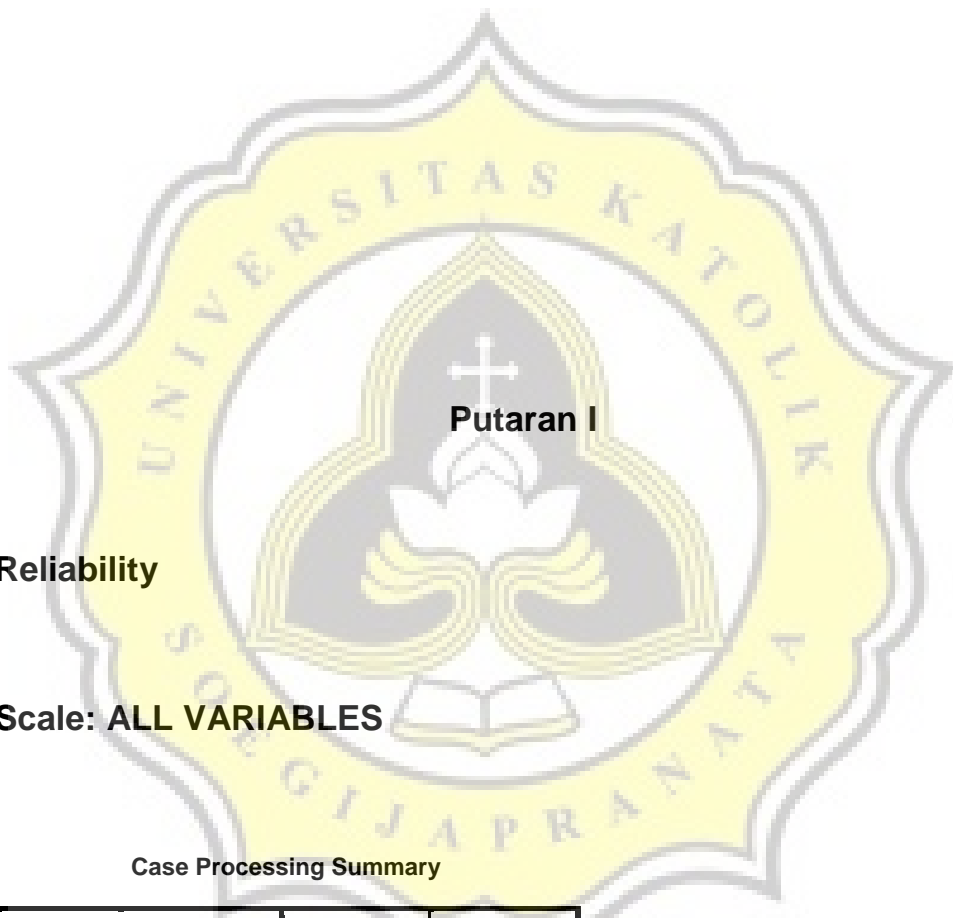 UNIVERSITAS KATOLIK
SOEGIJAPRANATA
Putaran I
Reliability
Scale: ALL VARIABLES
Case Processing Summary